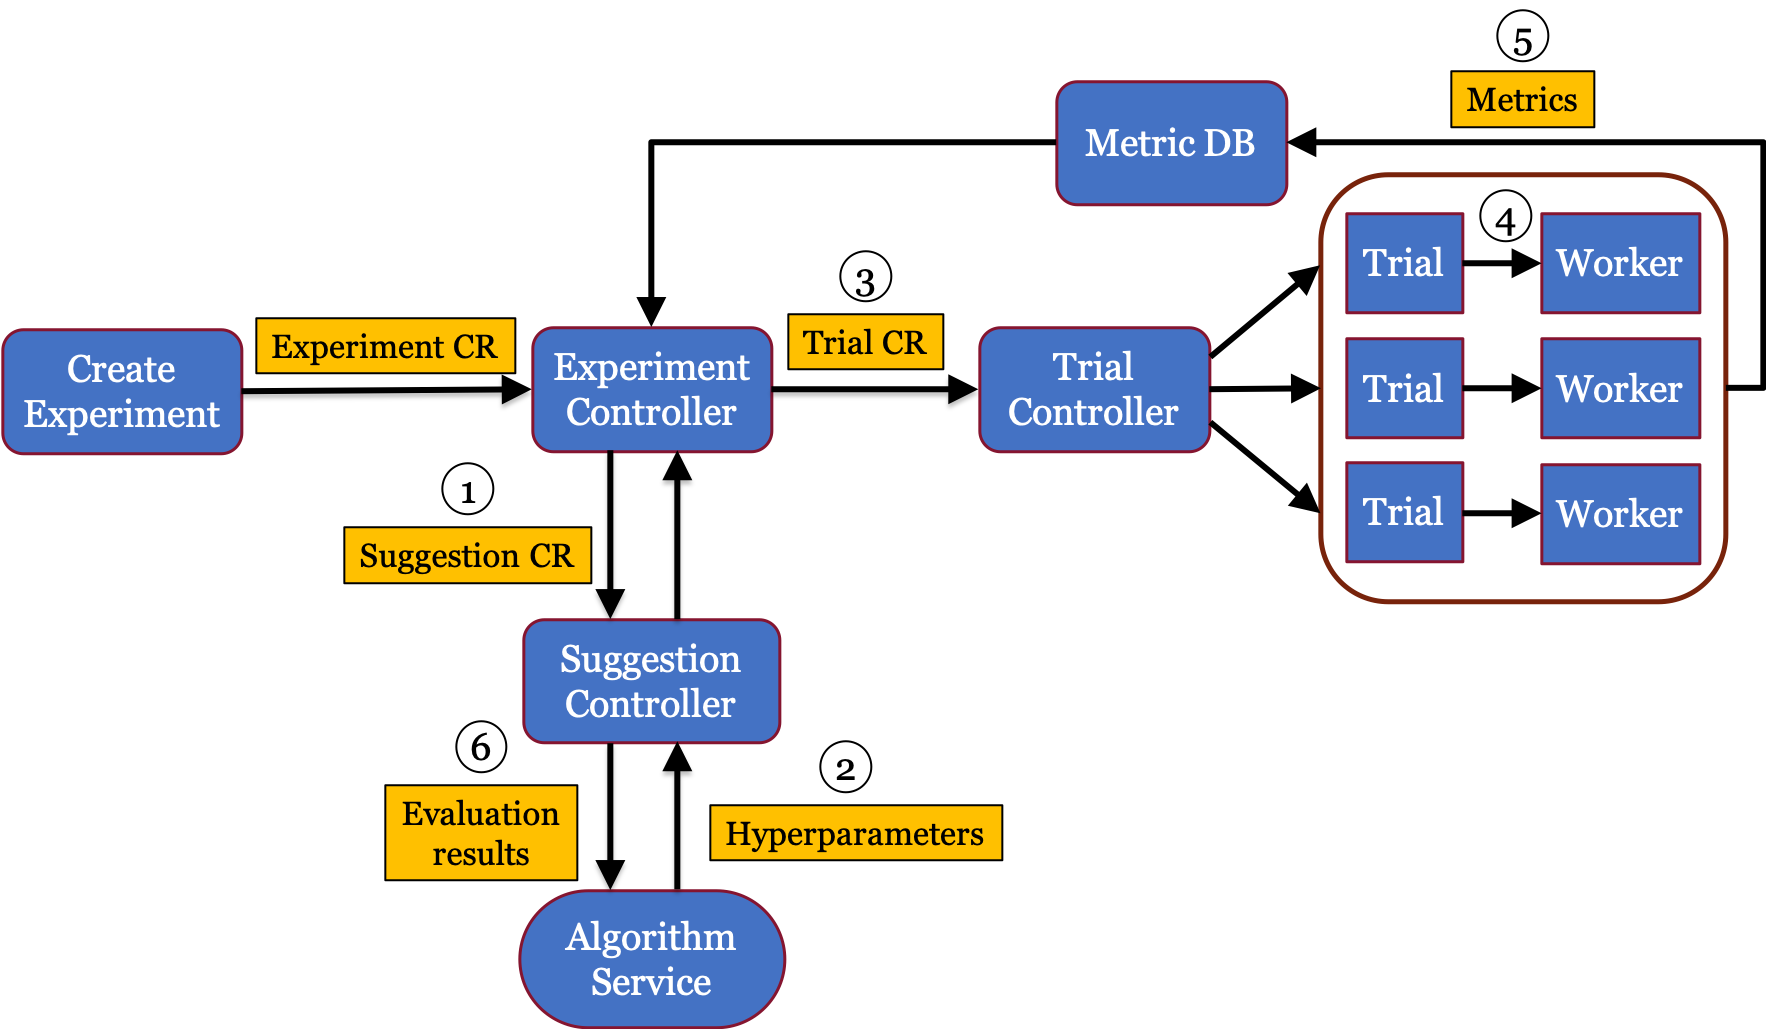 5
Metrics
Metric DB
4
Trial
Worker
3
Trial CR
Experiment CR
Create
Experiment
Experiment
Controller
Trial
Controller
Trial
Worker
1
Suggestion CR
Trial
Worker
Suggestion
Controller
6
Evaluation
results
2
Hyperparameters
Algorithm
Service